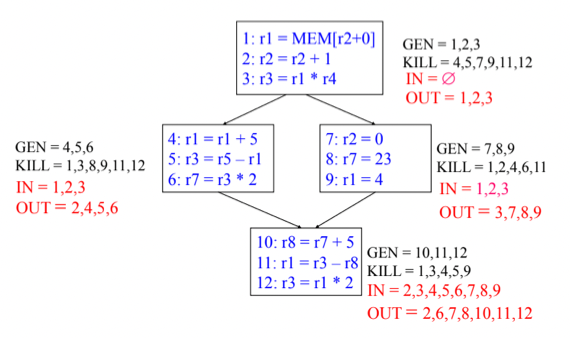 1: r1 = MEM[r2+0]
2: r2 = r2 + 1
3: r3 = r1 * r4
GEN = 1,2,3
KILL = 4,5,7,9,11,12
IN = ∅
OUT = 1,2,3
GEN = 4,5,6
KILL = 1,3,8,9,11,12
IN = 1,2,3
OUT = 2,4,5,6
4: r1 = r1 + 5
5: r3 = r5 – r1
6: r7 = r3 * 2
7: r2 = 0
8: r7 = 23
9: r1 = 4
GEN = 7,8,9
KILL = 1,2,4,6,11
IN = 1,2,3
OUT = 3,7,8,9
10: r8 = r7 + 5
11: r1 = r3 – r8
12: r3 = r1 * 2
GEN = 10,11,12
KILL = 1,3,4,5,9
IN = 2,3,4,5,6,7,8,9
OUT = 2,6,7,8,10,11,12